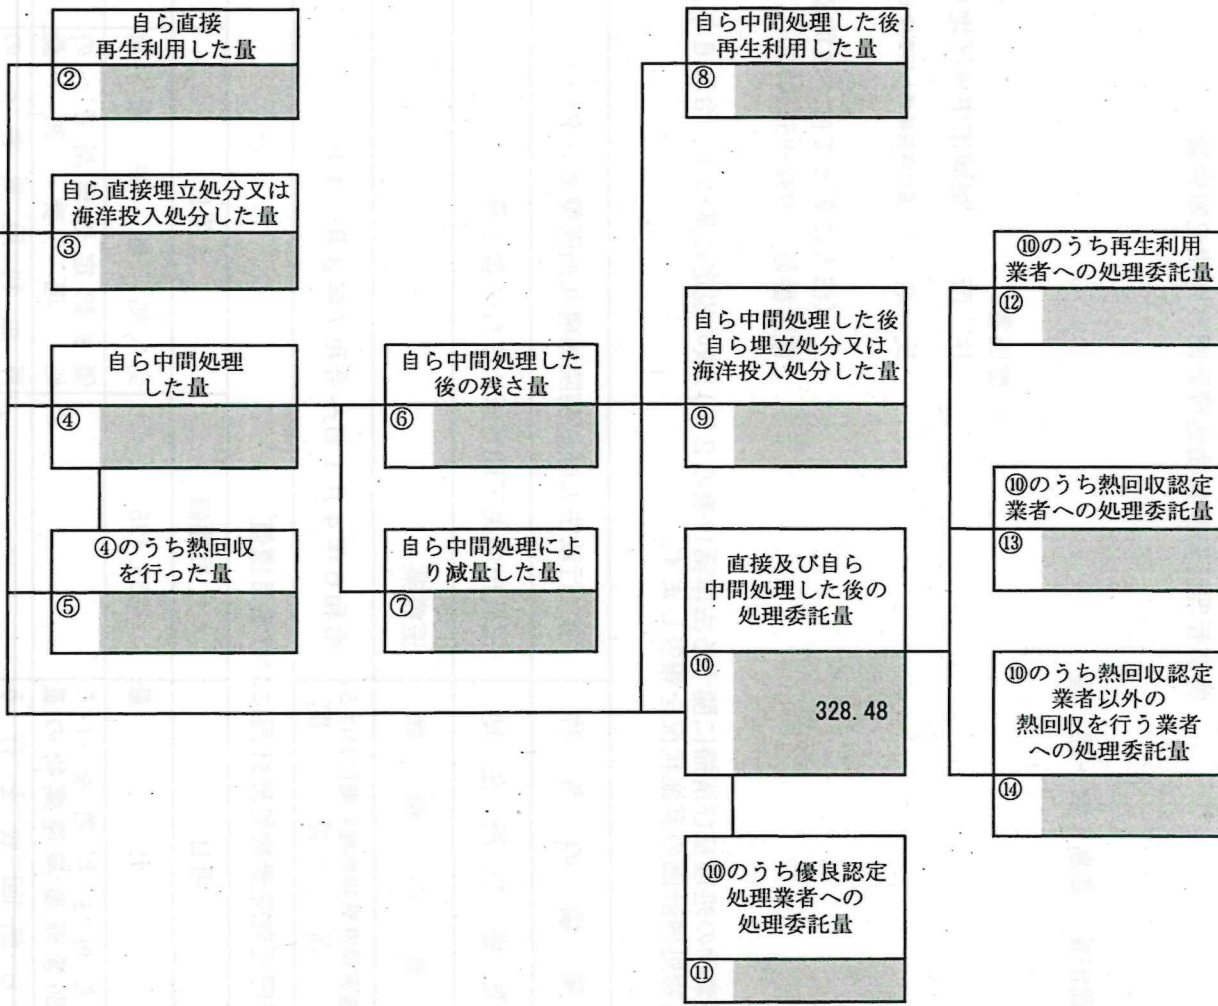 自ら直接
再生利用した量
②
自ら直接埋立処分又は
海洋投入処分した量
③
自ら中間処理
した量
④
④のうち熱回収
を行った量
⑤
自ら中間処理した
後の残さ量
⑥
自ら中間処理によ
り減量した量
⑦
自ら中間処理した後
再生利用した量
⑧
自ら中間処理した後
自ら埋立処分又は
海洋投入処分した量
⑨
直接及び自ら
中間処理した後の
処理委託量
⑩
328.48
⑩のうち優良認定
処理業者への
処理委託量
⑪
⑩のうち再生利用
業者への処理委託量
⑫
⑩のうち熱回収認定
業者への処理委託量
⑬
⑩のうち熱回収認定
業者以外の
熱回収を行う業者
への処理委託量
⑭